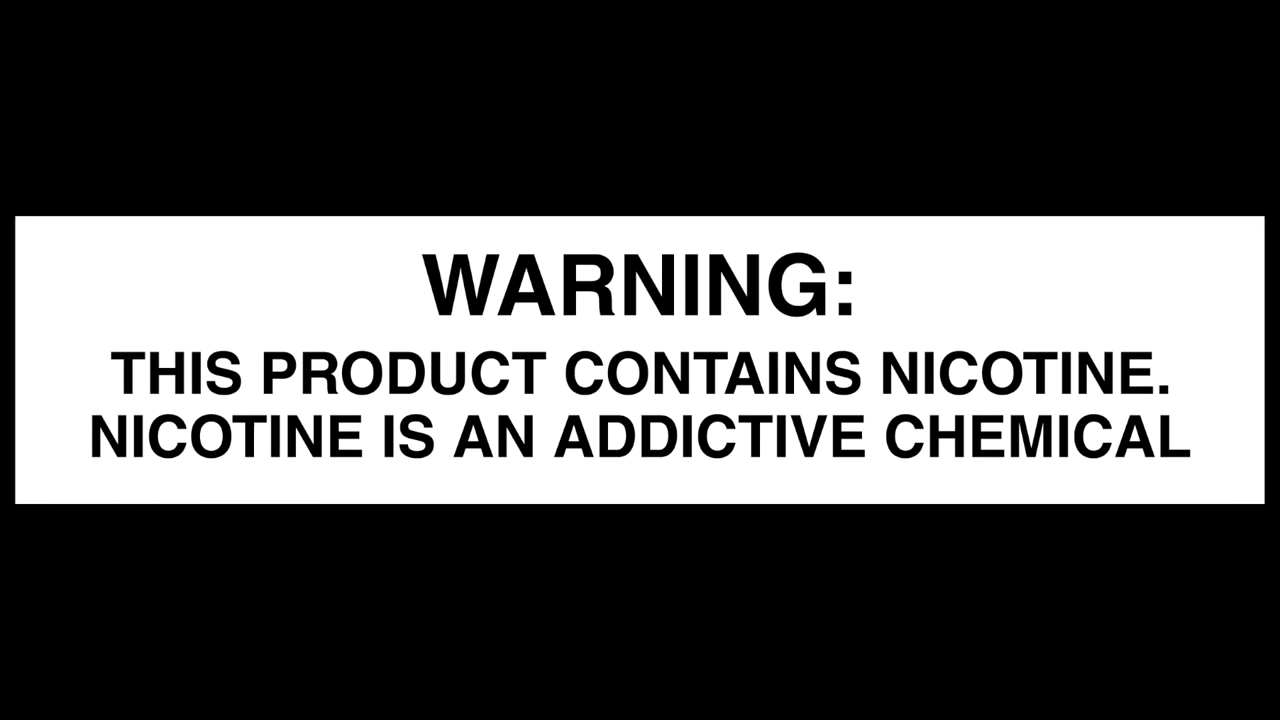 WARNING:
THIS PRODUCT CONTAINS NICOTINE.
NICOTINE IS AN ADDICTIVE CHEMICAL